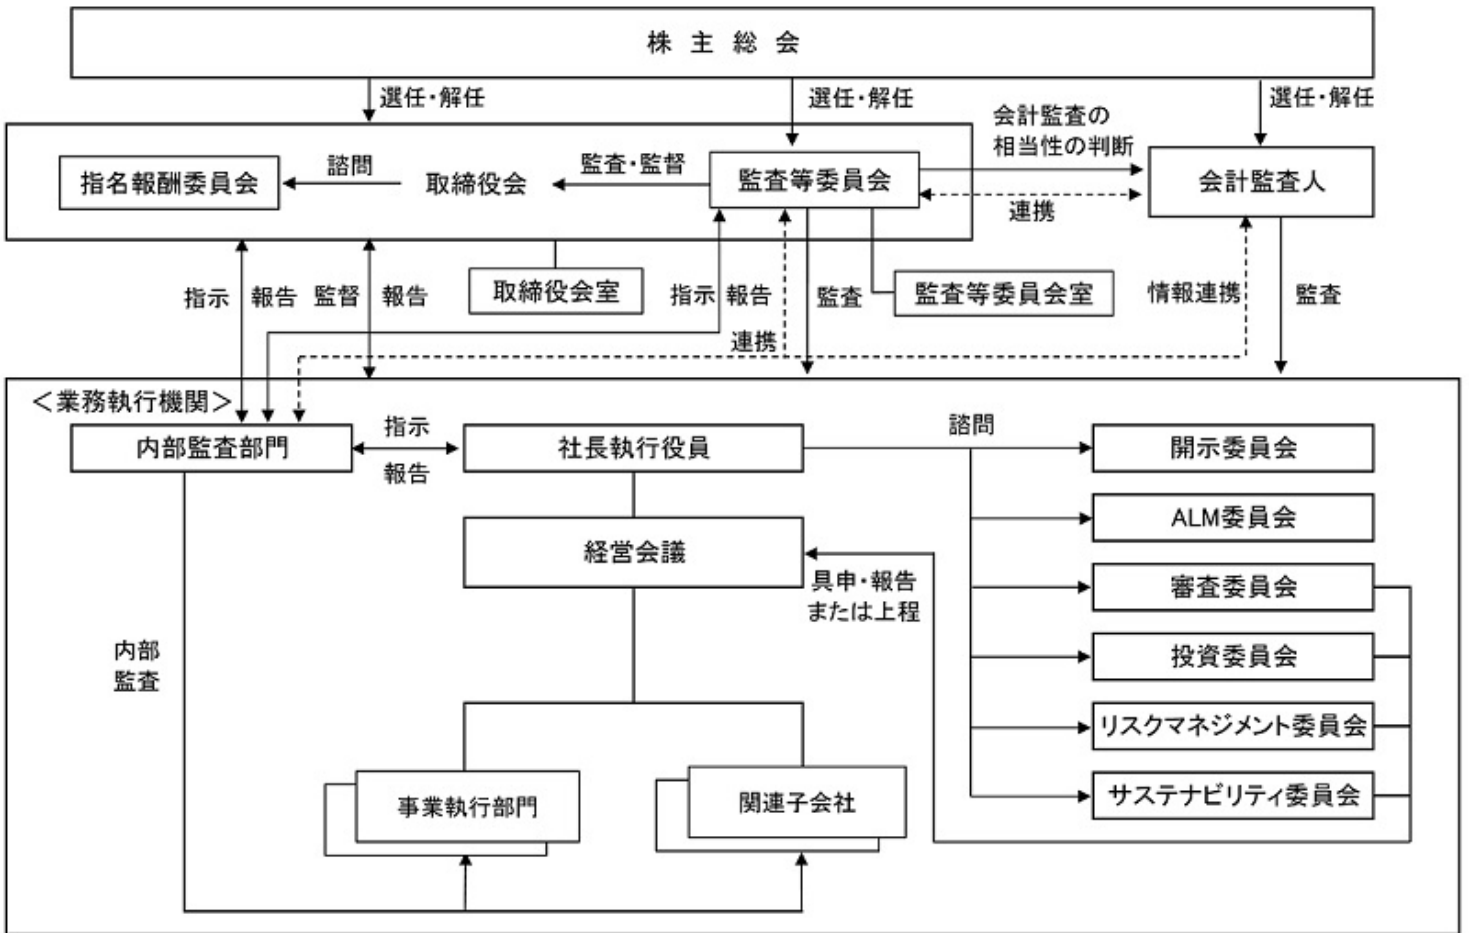 株主総会
選任・解任
選任・解任
選任・解任
会計監査の
相当性の判断
指名報酬委員会
諮問
取締役会
監査・監督
監査等委員会
連携
会計監査人
指示
報告
監督
報告
取締役会室
指示
報告
監査
監査等委員会室
情報連携
監査
連携
＜業務執行機関＞
内部監査部門
指示
報告
社長執行役員
諮問
開示委員会
ALM委員会
経営会議
具申・報告
または上程
審査委員会
投資委員会
内部
監査
リスクマネジメント委員会
サステナビリティ委員会
事業執行部門
関連子会社